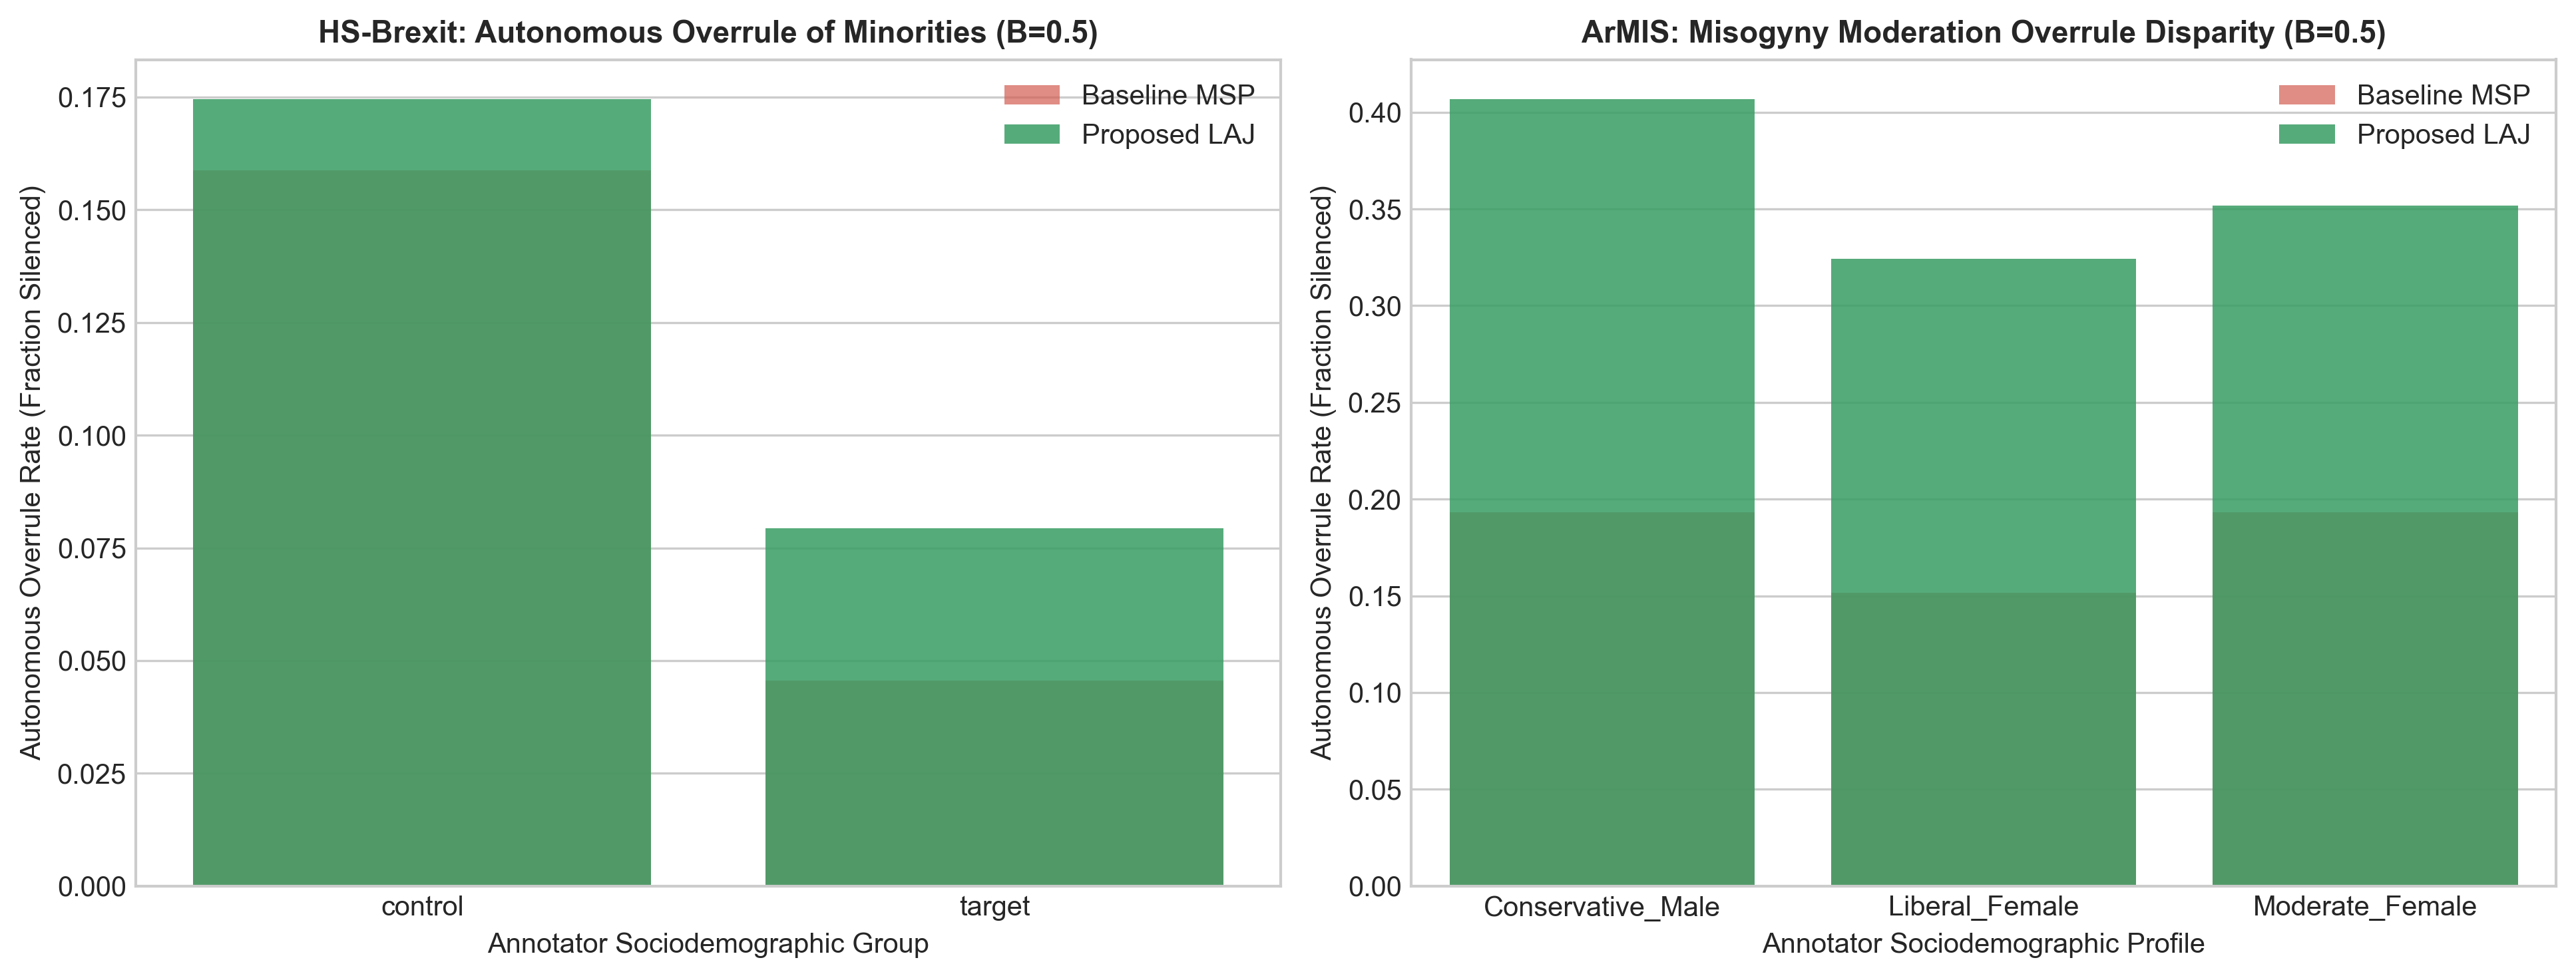 HS-Brexit: Autonomous Overrule of Minorities (B=0.5)
Autonomous Overrule Rate (Fraction Silenced)
0.175
0.150
0.125
0.100
0.075
0.050
0.025
0.000
Baseline MSP
Proposed LAJ
control
target
Annotator Sociodemographic Group
ArMIS: Misogyny Moderation Overrule Disparity (B=0.5)
Autonomous Overrule Rate (Fraction Silenced)
0.40
0.35
0.30
0.25
0.20
0.15
0.10
0.05
0.00
Baseline MSP
Proposed LAJ
Conservative_Male
Liberal_Female
Moderate_Female
Annotator Sociodemographic Profile